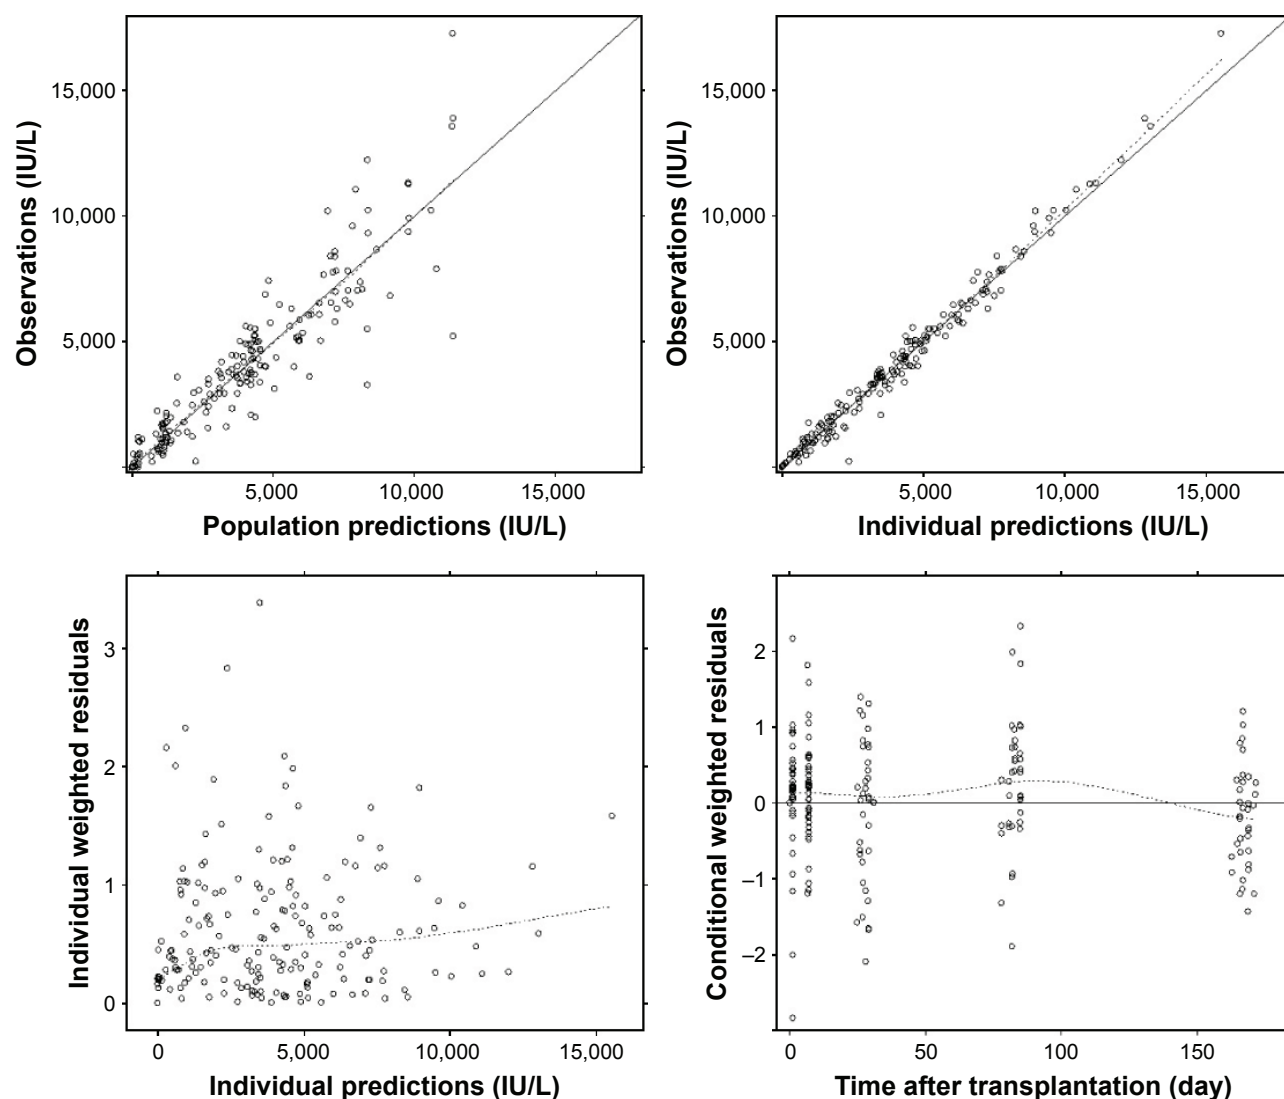 15,000
10,000
5,000
Observations (IU/L)
5,000 10,000 15,000
Population predictions (IU/L)
15,000
10,000
5,000
Observations (IU/L)
5,000 10,000 15,000
Individual predictions (IU/L)
3
2
1
0
Individual weighted residuals
0 5,000 10,000 15,000
Individual predictions (IU/L)
2
1
0
–1
–2
Conditional weighted residuals
0 50 100 150
Time after transplantation (day)